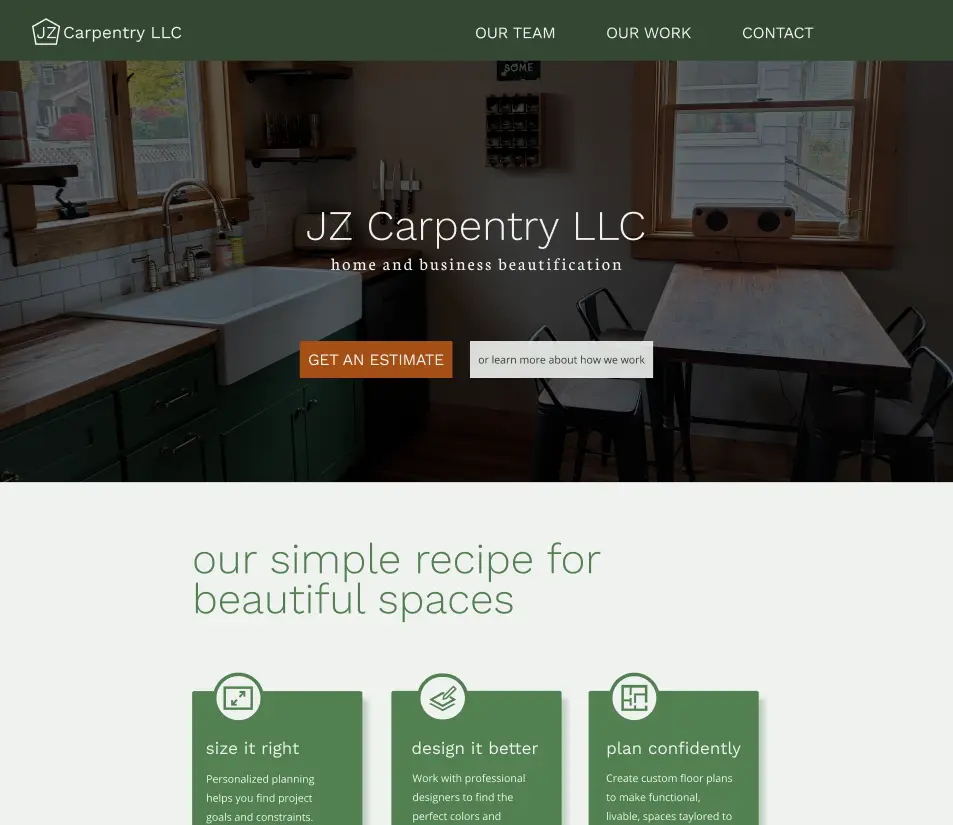 JZ Carpentry LLC
OUR TEAM
OUR WORK
CONTACT
SOME
JZ Carpentry LLC
home and business beautification
GET AN ESTIMATE
or learn more about how we work
our simple recipe for
beautiful spaces
size it right
Personalized planning
helps you find project
goals and constraints.
design it better
Work with professional
designers to find the
perfect colors and
plan confidently
Create custom floor plans
to make functional,
livable, spaces taylored to